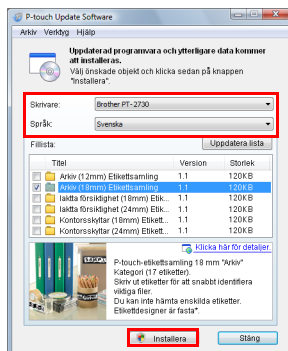 P-touch Update Software
Arkiv Verktyg Hjälp
Uppdaterad programvara och ytterligare data kommer
att installeras.
Välj önskade objekt och klicka sedan på knappen
"Installera".
Skrivare: Brother PT-2730
Språk: Svenska
Fillista: Uppdatera lista
Titel Version Storlek
Arkiv (12mm) Etikettsamling 1.1 120KB
Arkiv (18mm) Etikettsamling 1.1 120KB
Iaktta försiktighet (18mm) Etik... 1.1 120KB
Iaktta försiktighet (24mm) Etik... 1.1 120KB
Kontorsskyltar (18mm) Etikett... 1.1 120KB
Kontorsskyltar (24mm) Etikett... 1.1 120KB
Klicka här för detaljer.
P-touch-etikettsamling 18 mm "Arkiv"
Kategori (17 etiketter).
Skriv ut etiketter för att snabbt identifiera
viktiga filer.
Du kan inte hämta enskilda etiketter.
Etikettdesigner är fasta*.
Installera Stäng